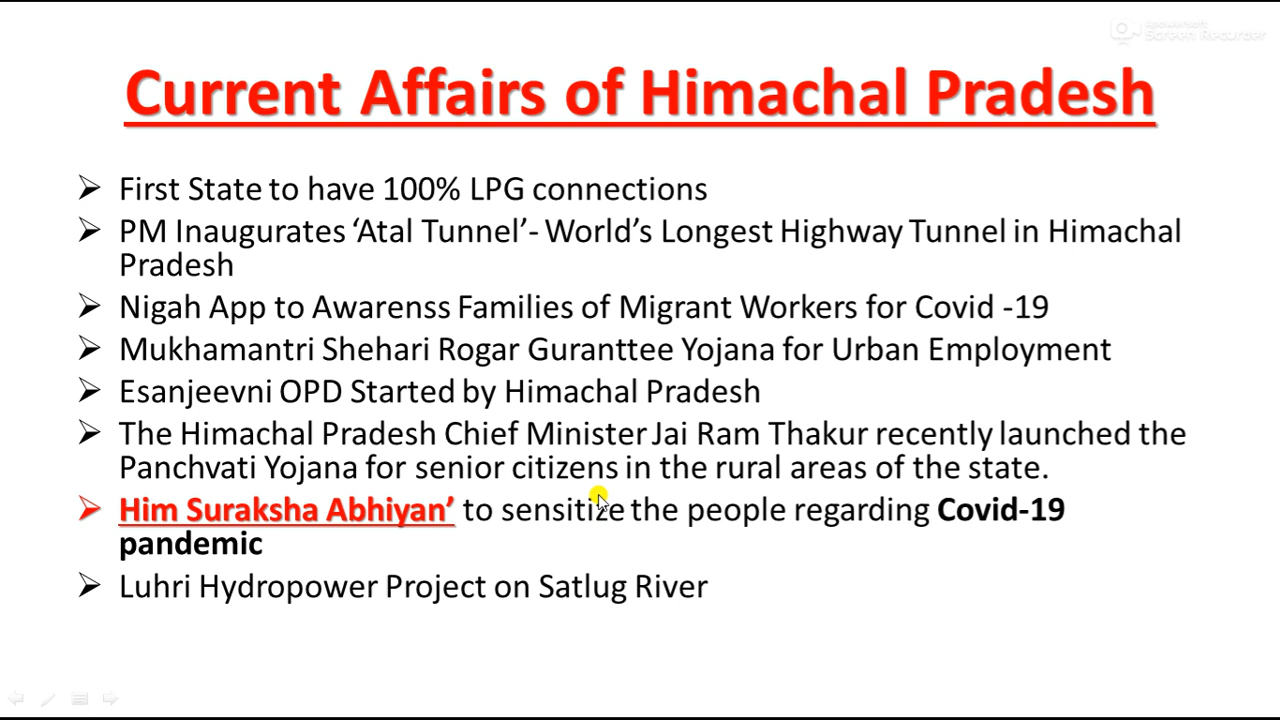 Apowersoft
Screen Recorder
Current Affairs of Himachal Pradesh
First State to have 100% LPG connections
PM Inaugurates ‘Atal Tunnel’- World’s Longest Highway Tunnel in Himachal
Pradesh
Nigah App to Awarenss Families of Migrant Workers for Covid -19
Mukhamantri Shehari Rogar Guranttee Yojana for Urban Employment
Esanjeevni OPD Started by Himachal Pradesh
The Himachal Pradesh Chief Minister Jai Ram Thakur recently launched the
Panchvati Yojana for senior citizens in the rural areas of the state.
Him Suraksha Abhiyan’ to sensitize the people regarding Covid-19
pandemic
Luhri Hydropower Project on Satlug River